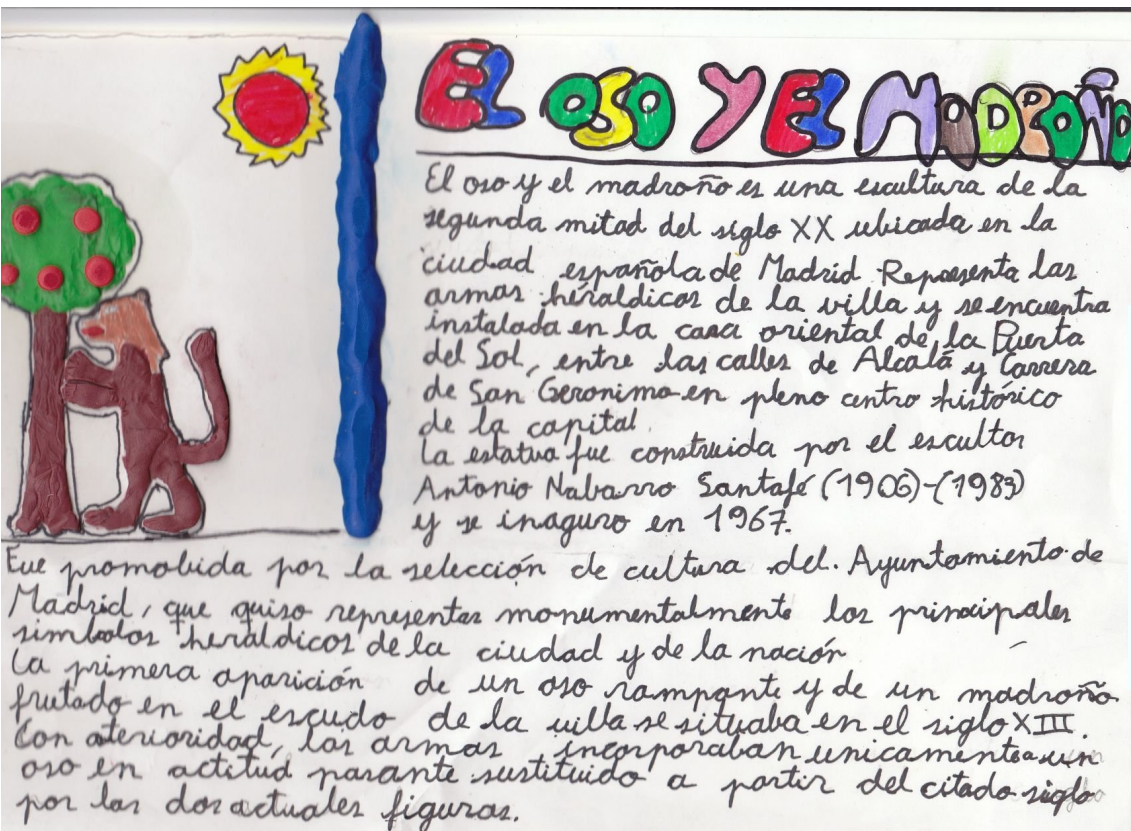 EL OSO Y EL MADROÑO
El oso y el madroño es una escultura de la
segunda mitad del siglo XX ubicada en la
ciudad española de Madrid. Representa las
armas héraldicas de la villa y se encuentra
instalada en la casa oriental de la Puerta
del Sol, entre las calles de Alcalá y Carrera
de San Geronimo en pleno centro histórico
de la capital.
La estatua fue construida por el escultor
Antonio Nabarro Santafé (1906)-(1983)
y se inaguro en 1967.
Fue promobida por la selección de cultura del. Ayuntamiento de
Madrid, que quiso representar monumentalmente los principales
simbolos heraldicos de la ciudad y de la nación
La primera aparición de un oso rampante y de un madroño
frutado en el escudo de la villa se situaba en el siglo XIII.
Con aterioridad, las armas incorporaban unicamente a un
oso en actitud pasante sustituido a partir del citado siglo
por las dos actuales figuras.